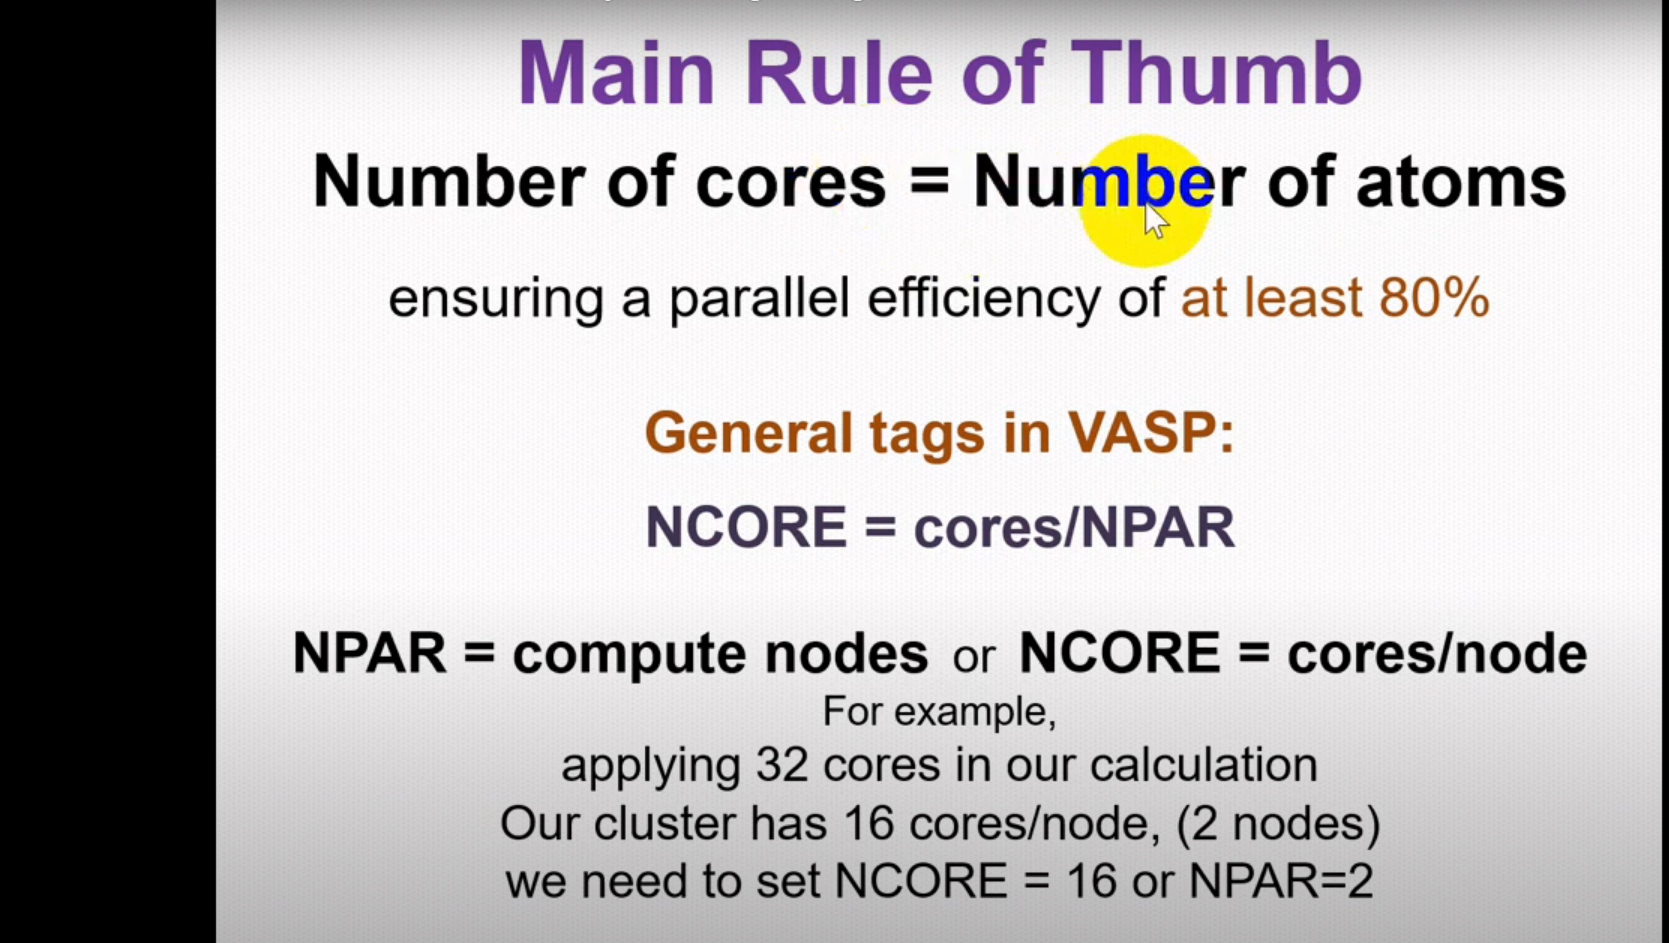 Main Rule of Thumb
Number of cores = Number of atoms
ensuring a parallel efficiency of at least 80%
General tags in VASP:
NCORE = cores/NPAR
NPAR = compute nodes or NCORE = cores/node
For example,
applying 32 cores in our calculation
Our cluster has 16 cores/node, (2 nodes)
we need to set NCORE = 16 or NPAR=2